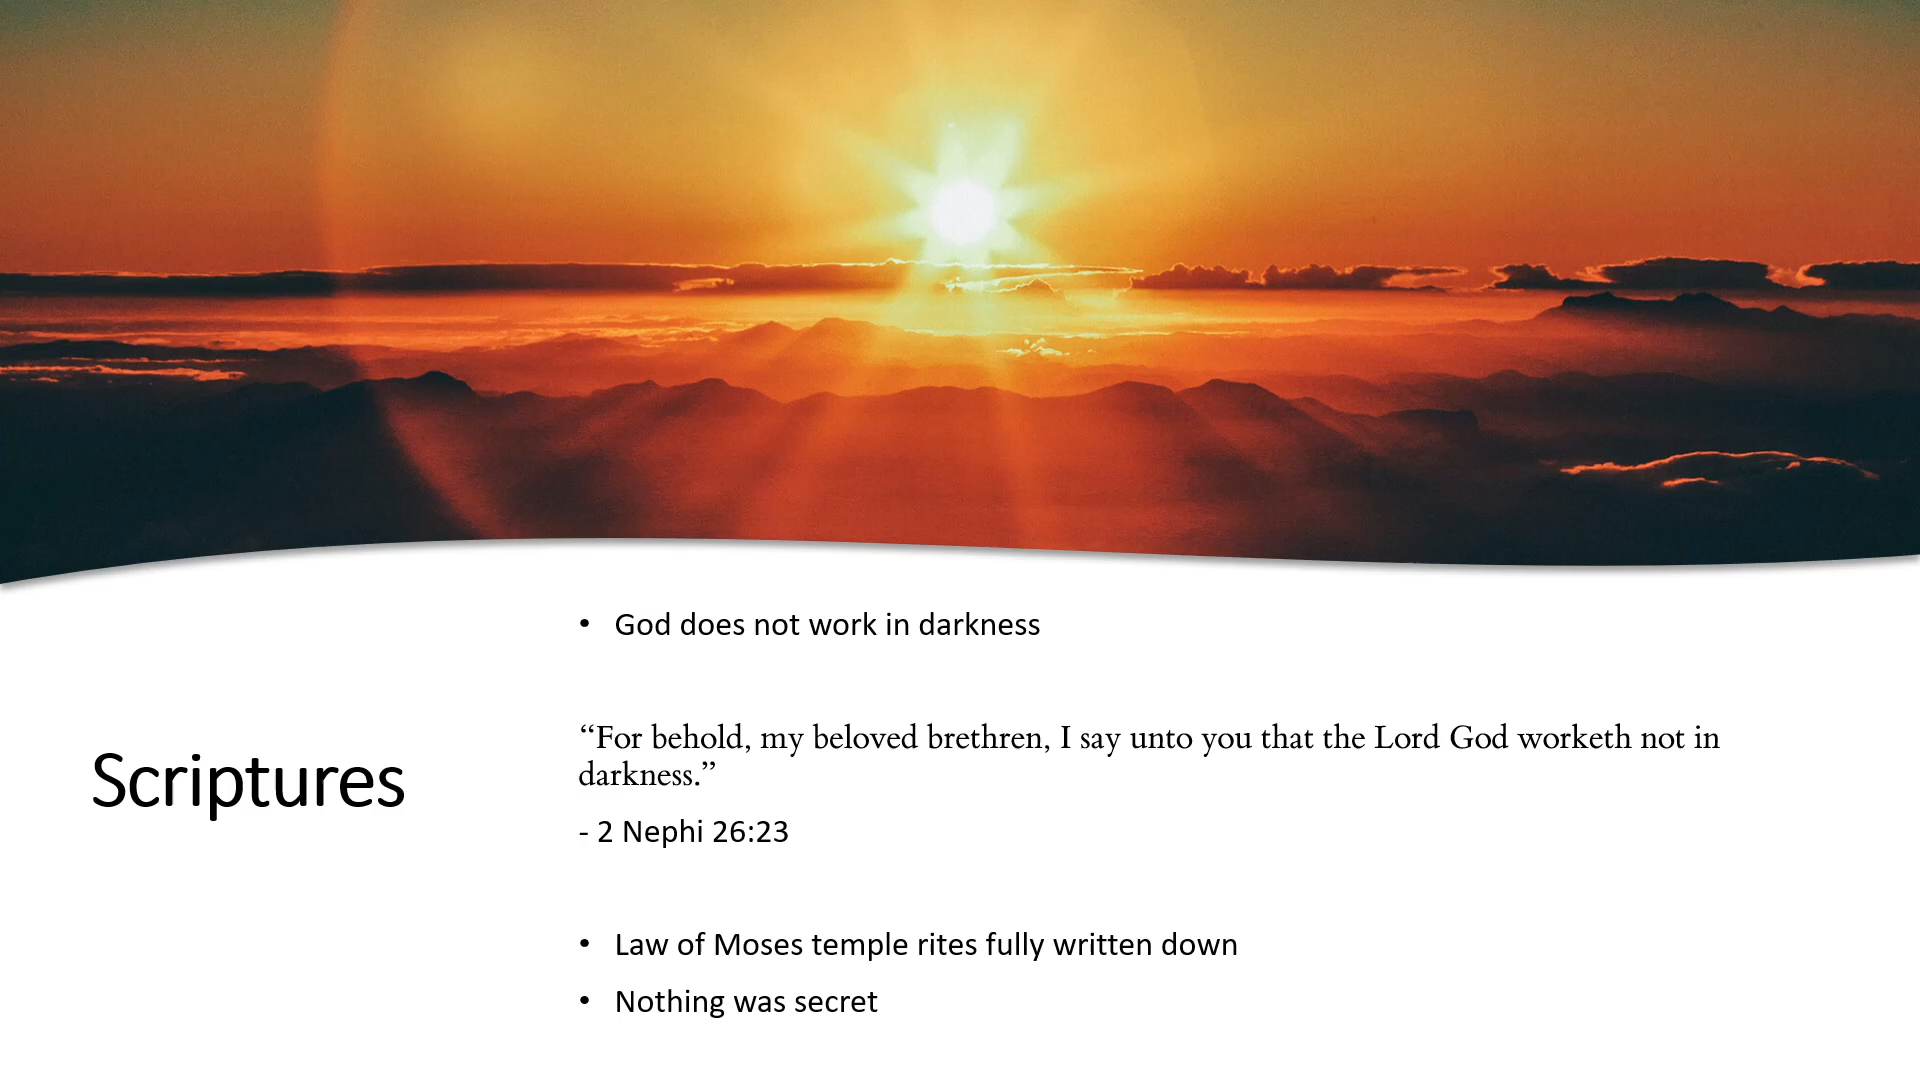 Scriptures
• God does not work in darkness
“For behold, my beloved brethren, I say unto you that the Lord God worketh not in
darkness.”
- 2 Nephi 26:23
• Law of Moses temple rites fully written down
• Nothing was secret